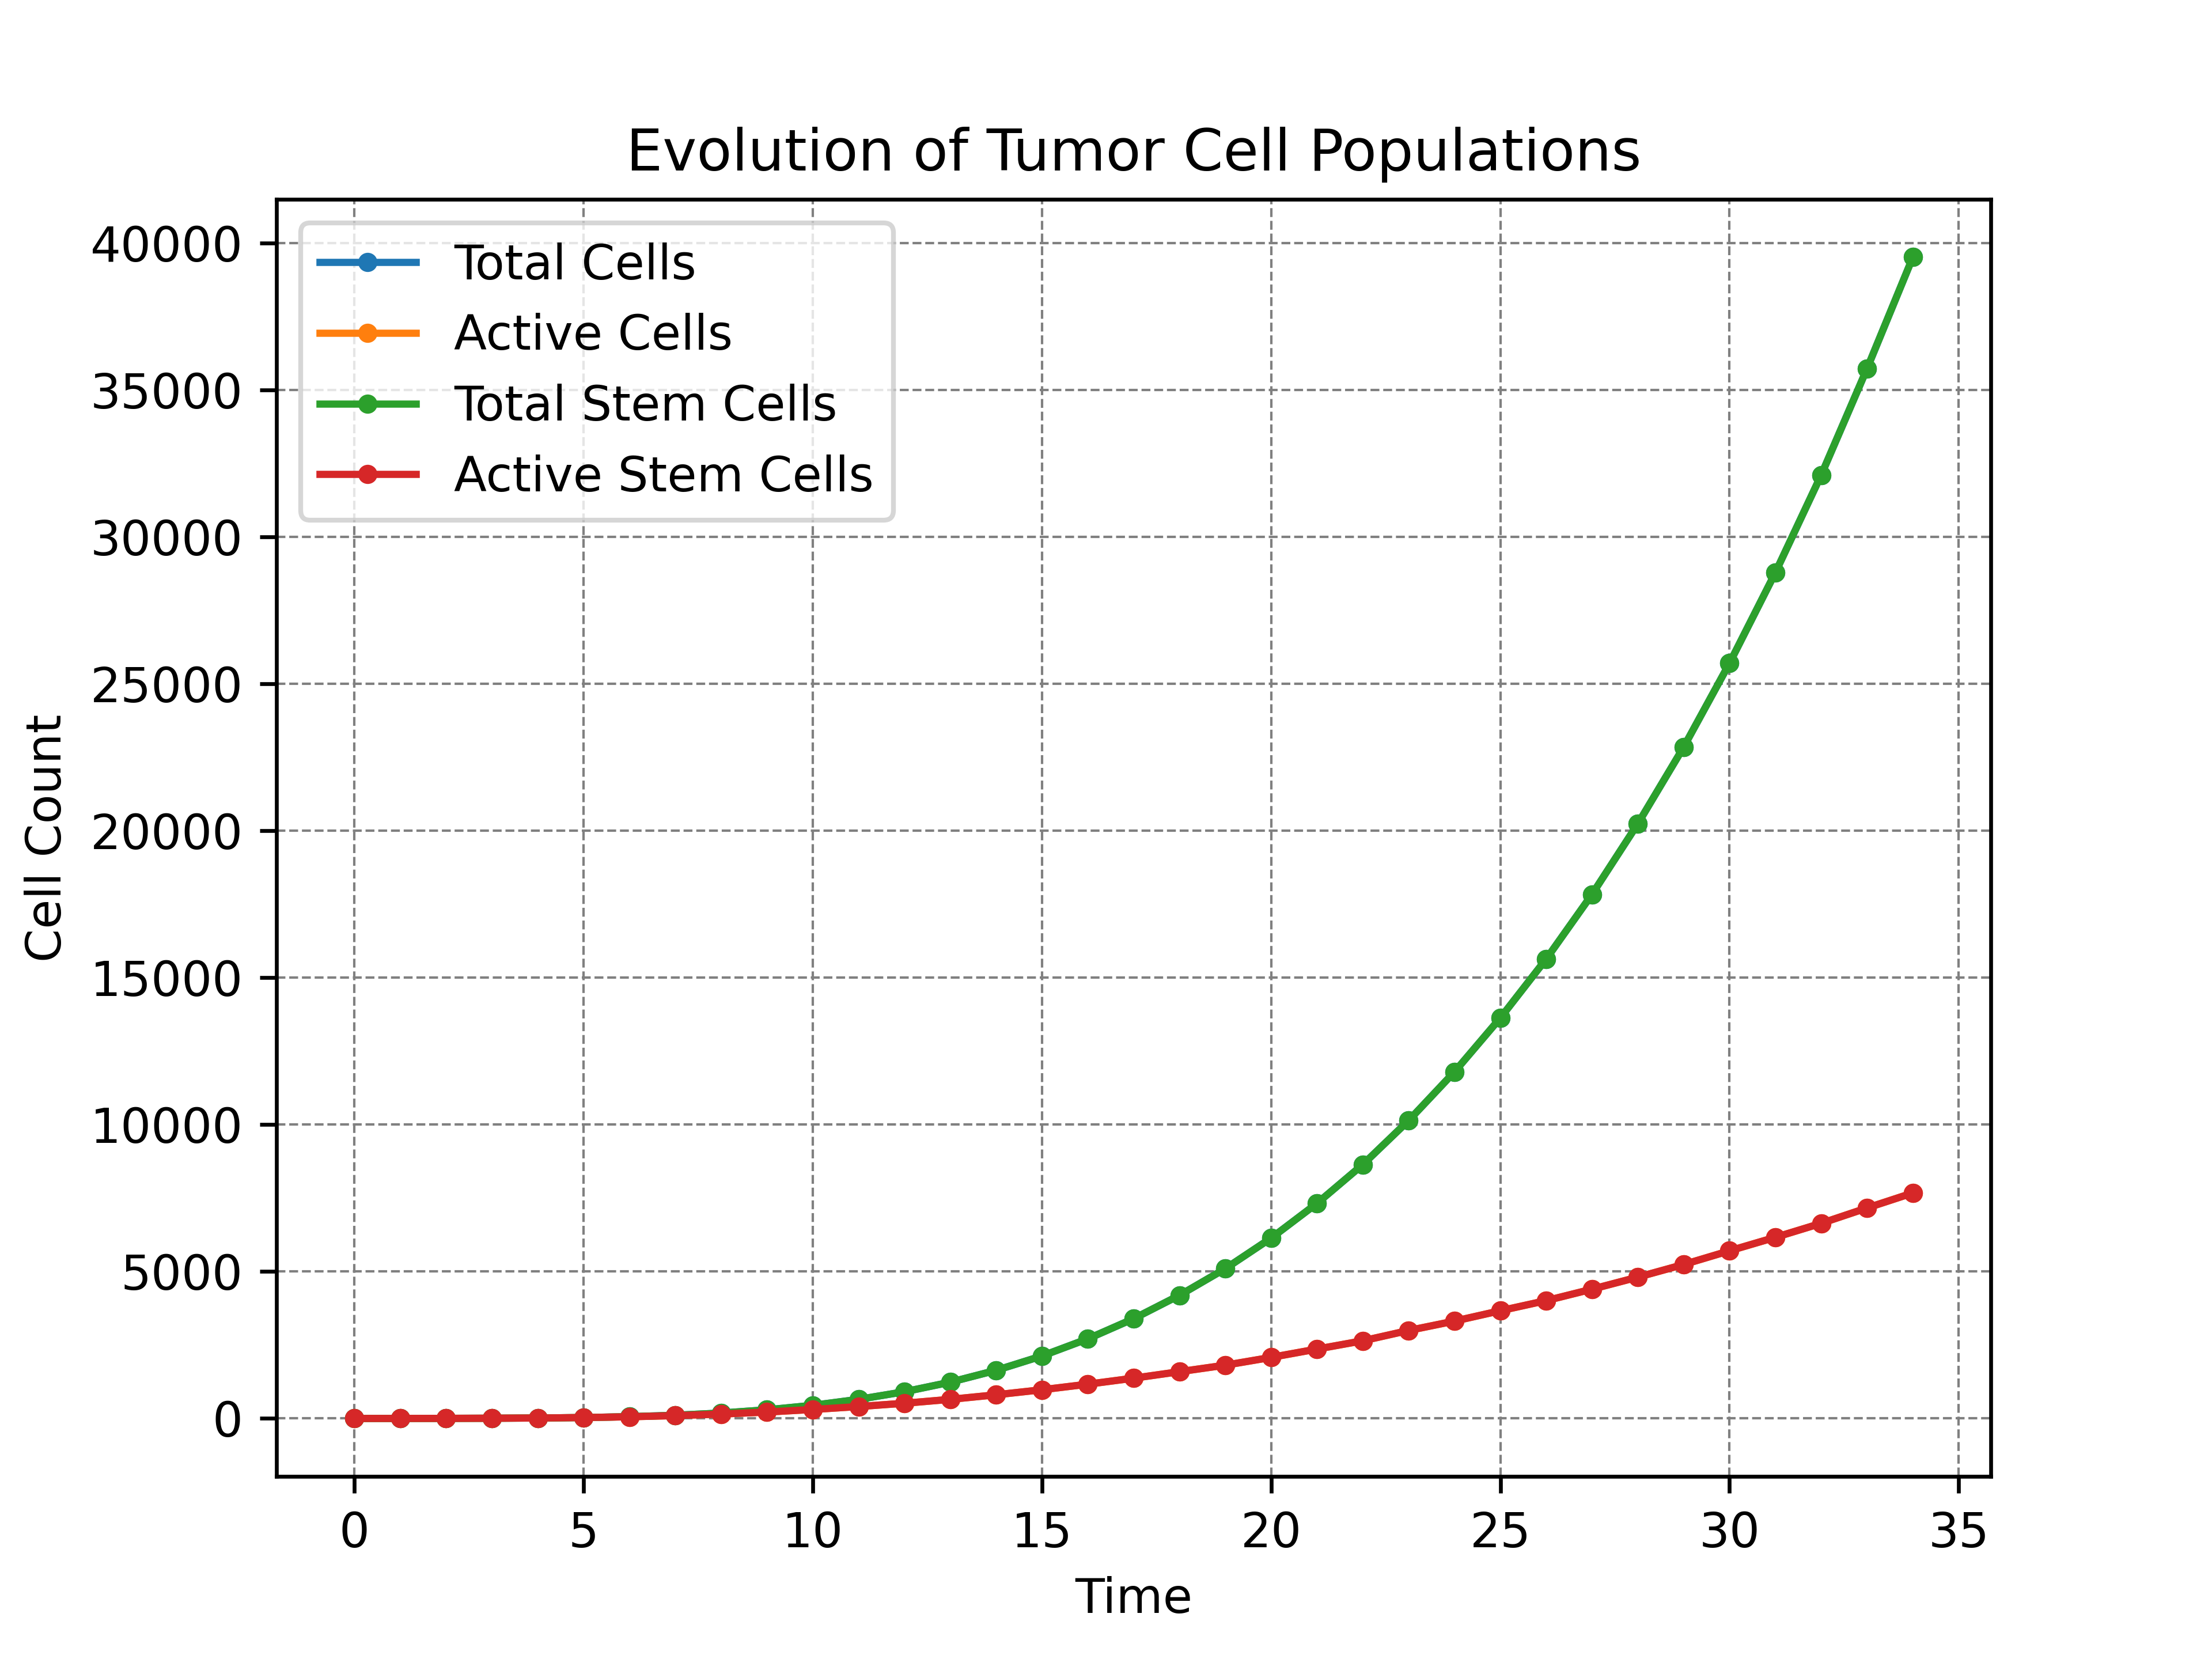 Evolution of Tumor Cell Populations
Total Cells
Active Cells
Total Stem Cells
Active Stem Cells
40000
35000
30000
25000
20000
15000
10000
5000
0
Cell Count
0 5 10 15 20 25 30 35
Time